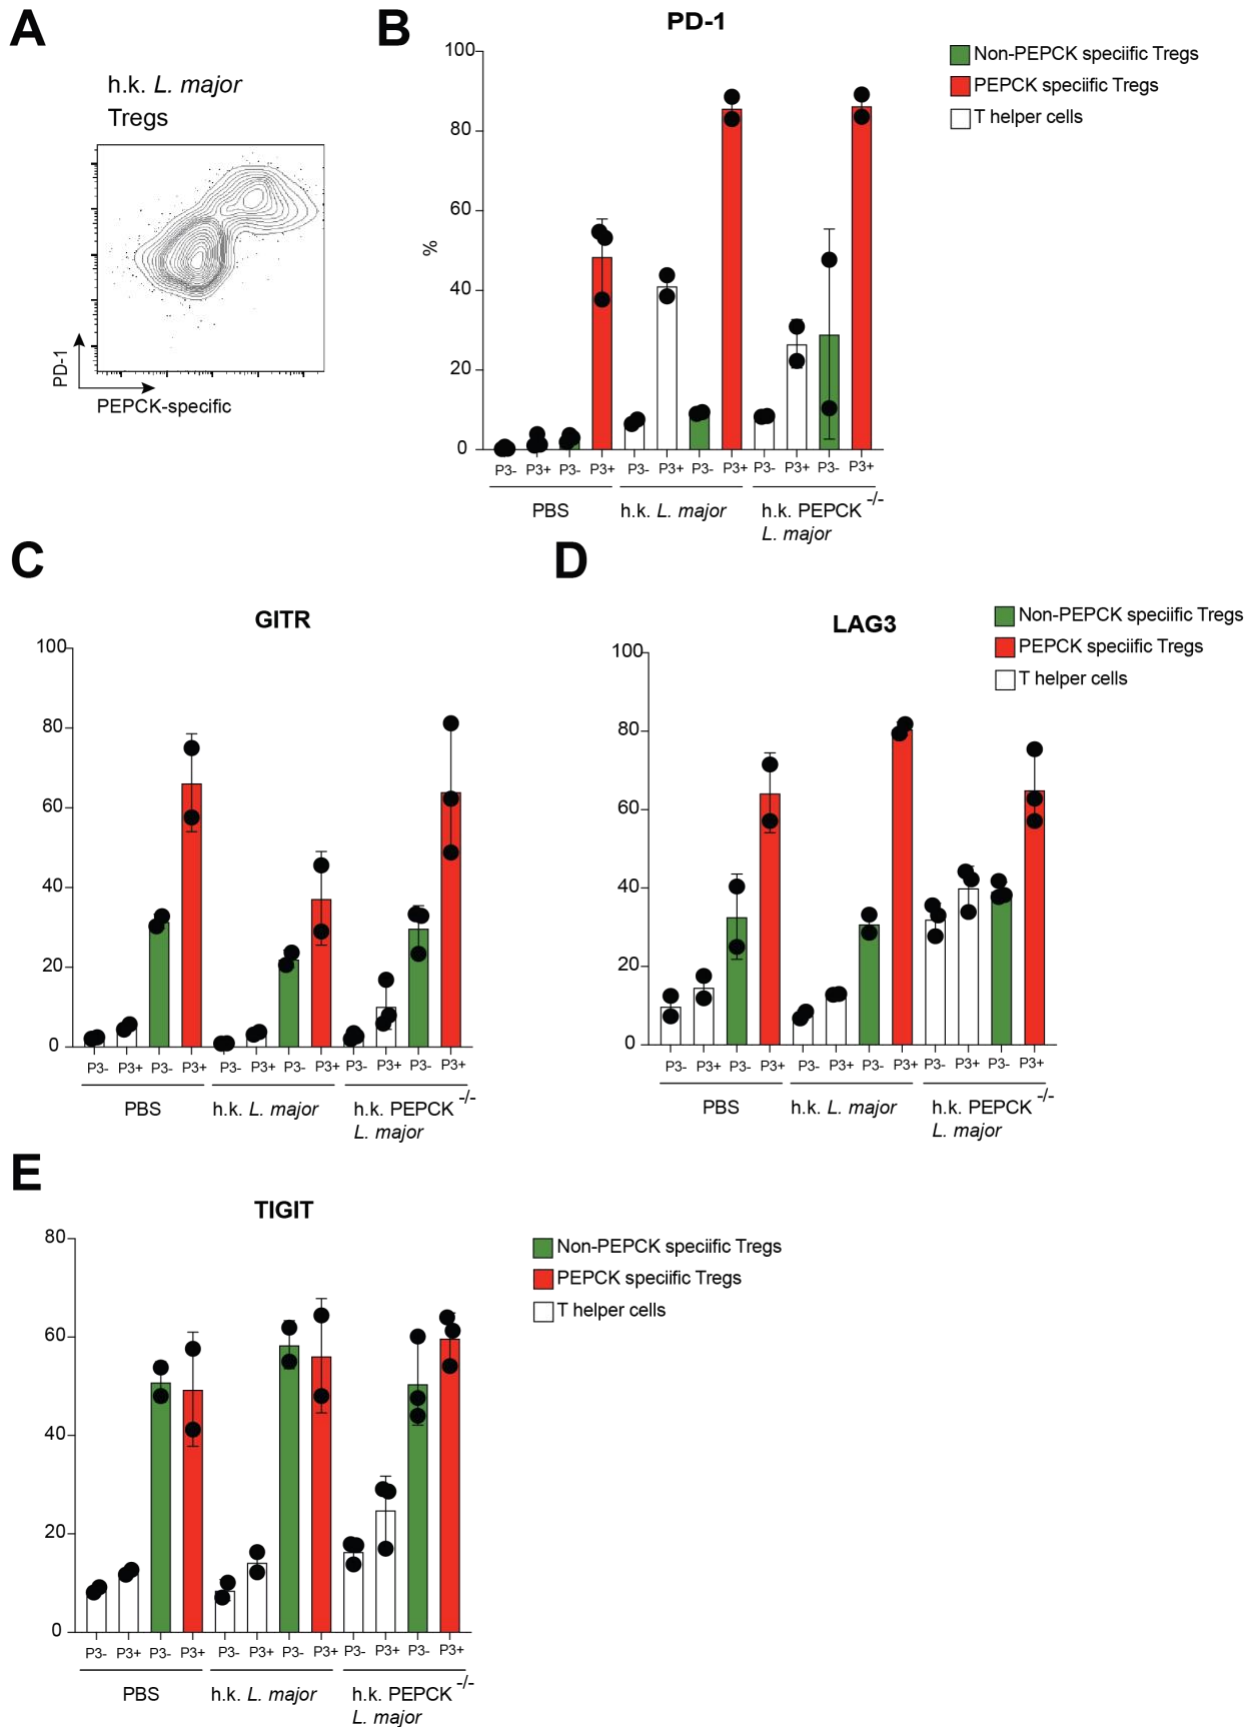 A
h.k. L. major
Tregs
PD-1
PEPCK-specific
B
PD-1
100
80
60
40
20
0
%
P3- P3+ P3- P3+ P3- P3+ P3- P3+ P3- P3+ P3- P3+
PBS h.k. L. major h.k. PEPCK -/-
L. major
Non-PEPCK speciific Tregs
PEPCK speciific Tregs
T helper cells
C
GITR
100
80
60
40
20
0
P3- P3+ P3- P3+ P3- P3+ P3- P3+ P3- P3+ P3- P3+
PBS h.k. L. major h.k. PEPCK -/-
L. major
D
LAG3
100
80
60
40
20
0
P3- P3+ P3- P3+ P3- P3+ P3- P3+ P3- P3+ P3- P3+
PBS h.k. L. major h.k. PEPCK -/-
L. major
Non-PEPCK speciific Tregs
PEPCK speciific Tregs
T helper cells
E
TIGIT
80
60
40
20
0
P3- P3+ P3- P3+ P3- P3+ P3- P3+ P3- P3+ P3- P3+
PBS h.k. L. major h.k. PEPCK -/-
L. major
Non-PEPCK speciific Tregs
PEPCK speciific Tregs
T helper cells